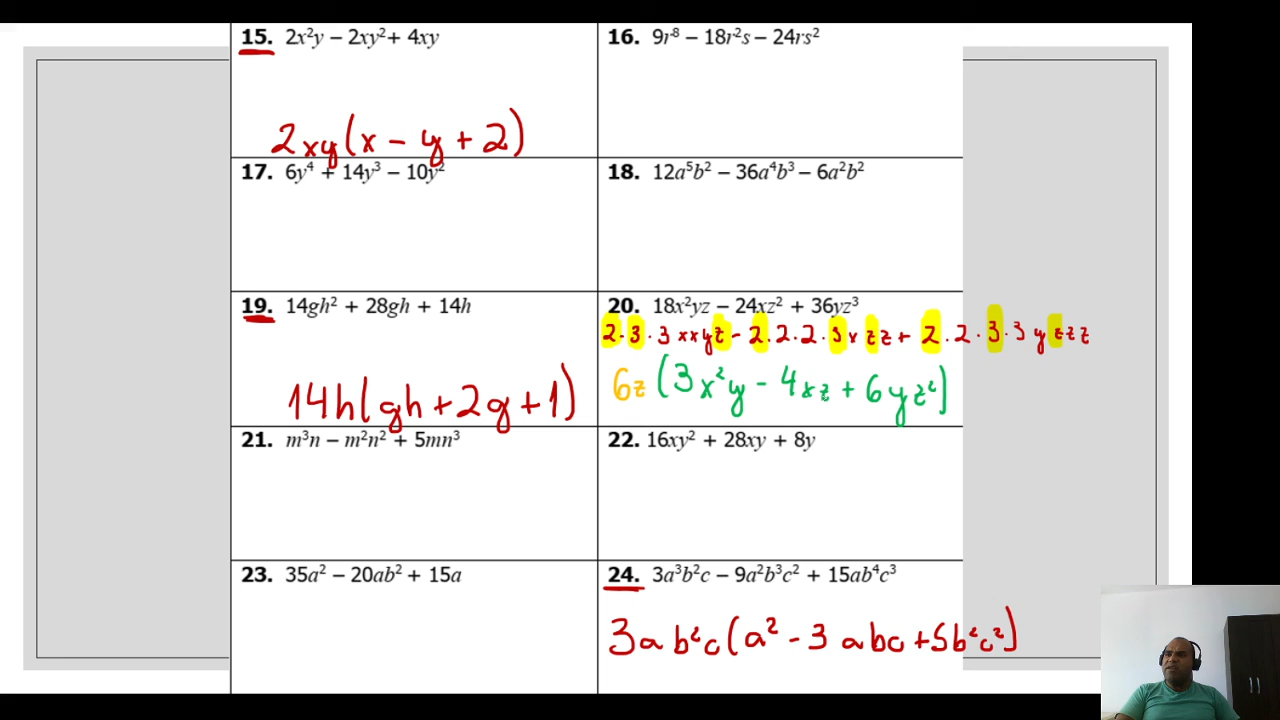 15. 2x²y – 2xy² + 4xy
2xy(x – y + 2)
16. 9r⁸ – 18r²s – 24rs²
17. 6y⁴ + 14y³ – 10y²
18. 12a⁵b² – 36a⁴b³ – 6a²b²
19. 14gh² + 28gh + 14h
14h(gh + 2g + 1)
20. 18x²yz – 24xz² + 36yz³
2·3·3xxyz – 2·2·2·3xzz + 2·2·3·3yzzz
6z(3x²y – 4xz + 6yz²)
21. m³n – m²n² + 5mn³
22. 16xy² + 28xy + 8y
23. 35a² – 20ab² + 15a
24. 3a³b²c – 9a²b³c² + 15ab⁴c³
3ab²c(a² – 3abc + 5b²c²)